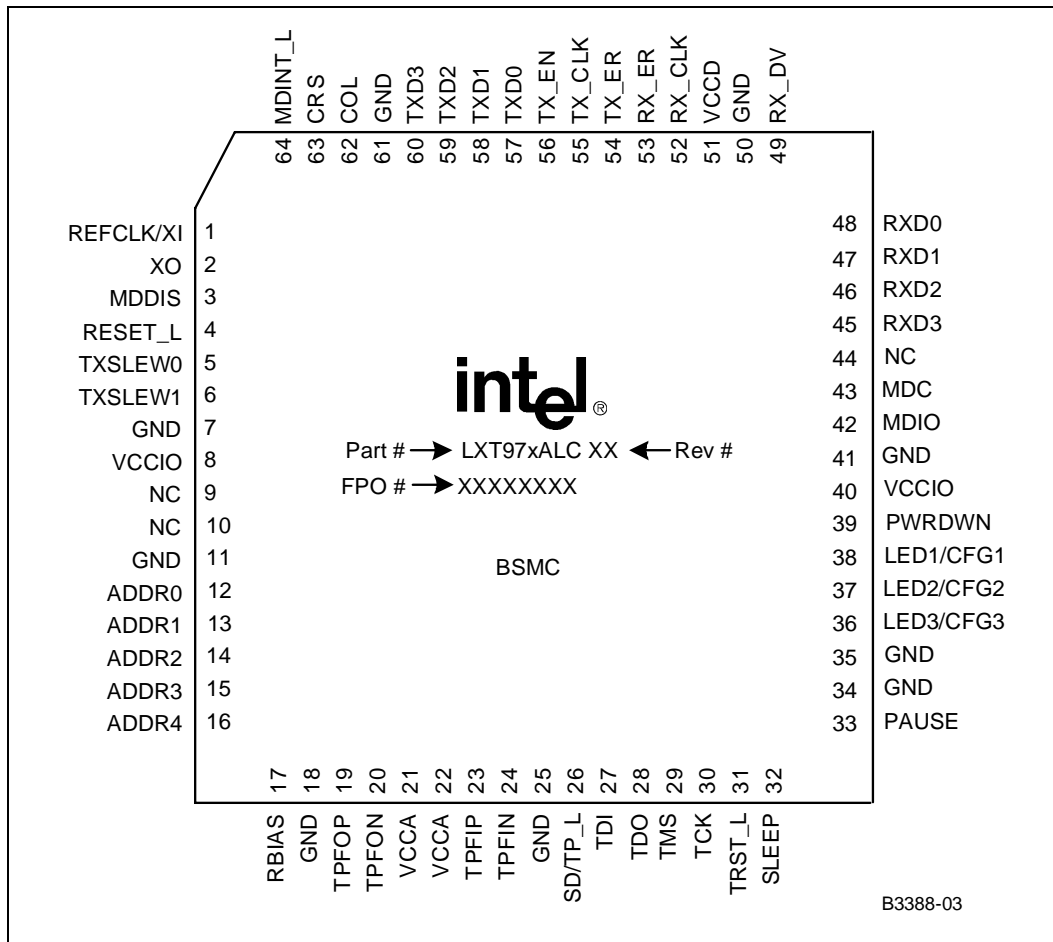 MDINT_L
CRS
COL
GND
TXD3
TXD2
TXD1
TXD0
TX_EN
TX_CLK
TX_ER
RX_ER
RX_CLK
VCCD
GND
RX_DV
64
63
62
61
60
59
58
57
56
55
54
53
52
51
50
49
REFCLK/XI 1
XO 2
MDDIS 3
RESET_L 4
TXSLEW0 5
TXSLEW1 6
GND 7
VCCIO 8
NC 9
NC 10
GND 11
ADDR0 12
ADDR1 13
ADDR2 14
ADDR3 15
ADDR4 16
intel®
Part # LXT97xALC XX Rev #
FPO # XXXXXXXX
BSMC
48 RXD0
47 RXD1
46 RXD2
45 RXD3
44 NC
43 MDC
42 MDIO
41 GND
40 VCCIO
39 PWRDWN
38 LED1/CFG1
37 LED2/CFG2
36 LED3/CFG3
35 GND
34 GND
33 PAUSE
17
18
19
20
21
22
23
24
25
26
27
28
29
30
31
32
RBIAS
GND
TPFOP
TPFON
VCCA
VCCA
TPFIP
TPFIN
GND
SD/TP_L
TDI
TDO
TMS
TCK
TRST_L
SLEEP
B3388-03